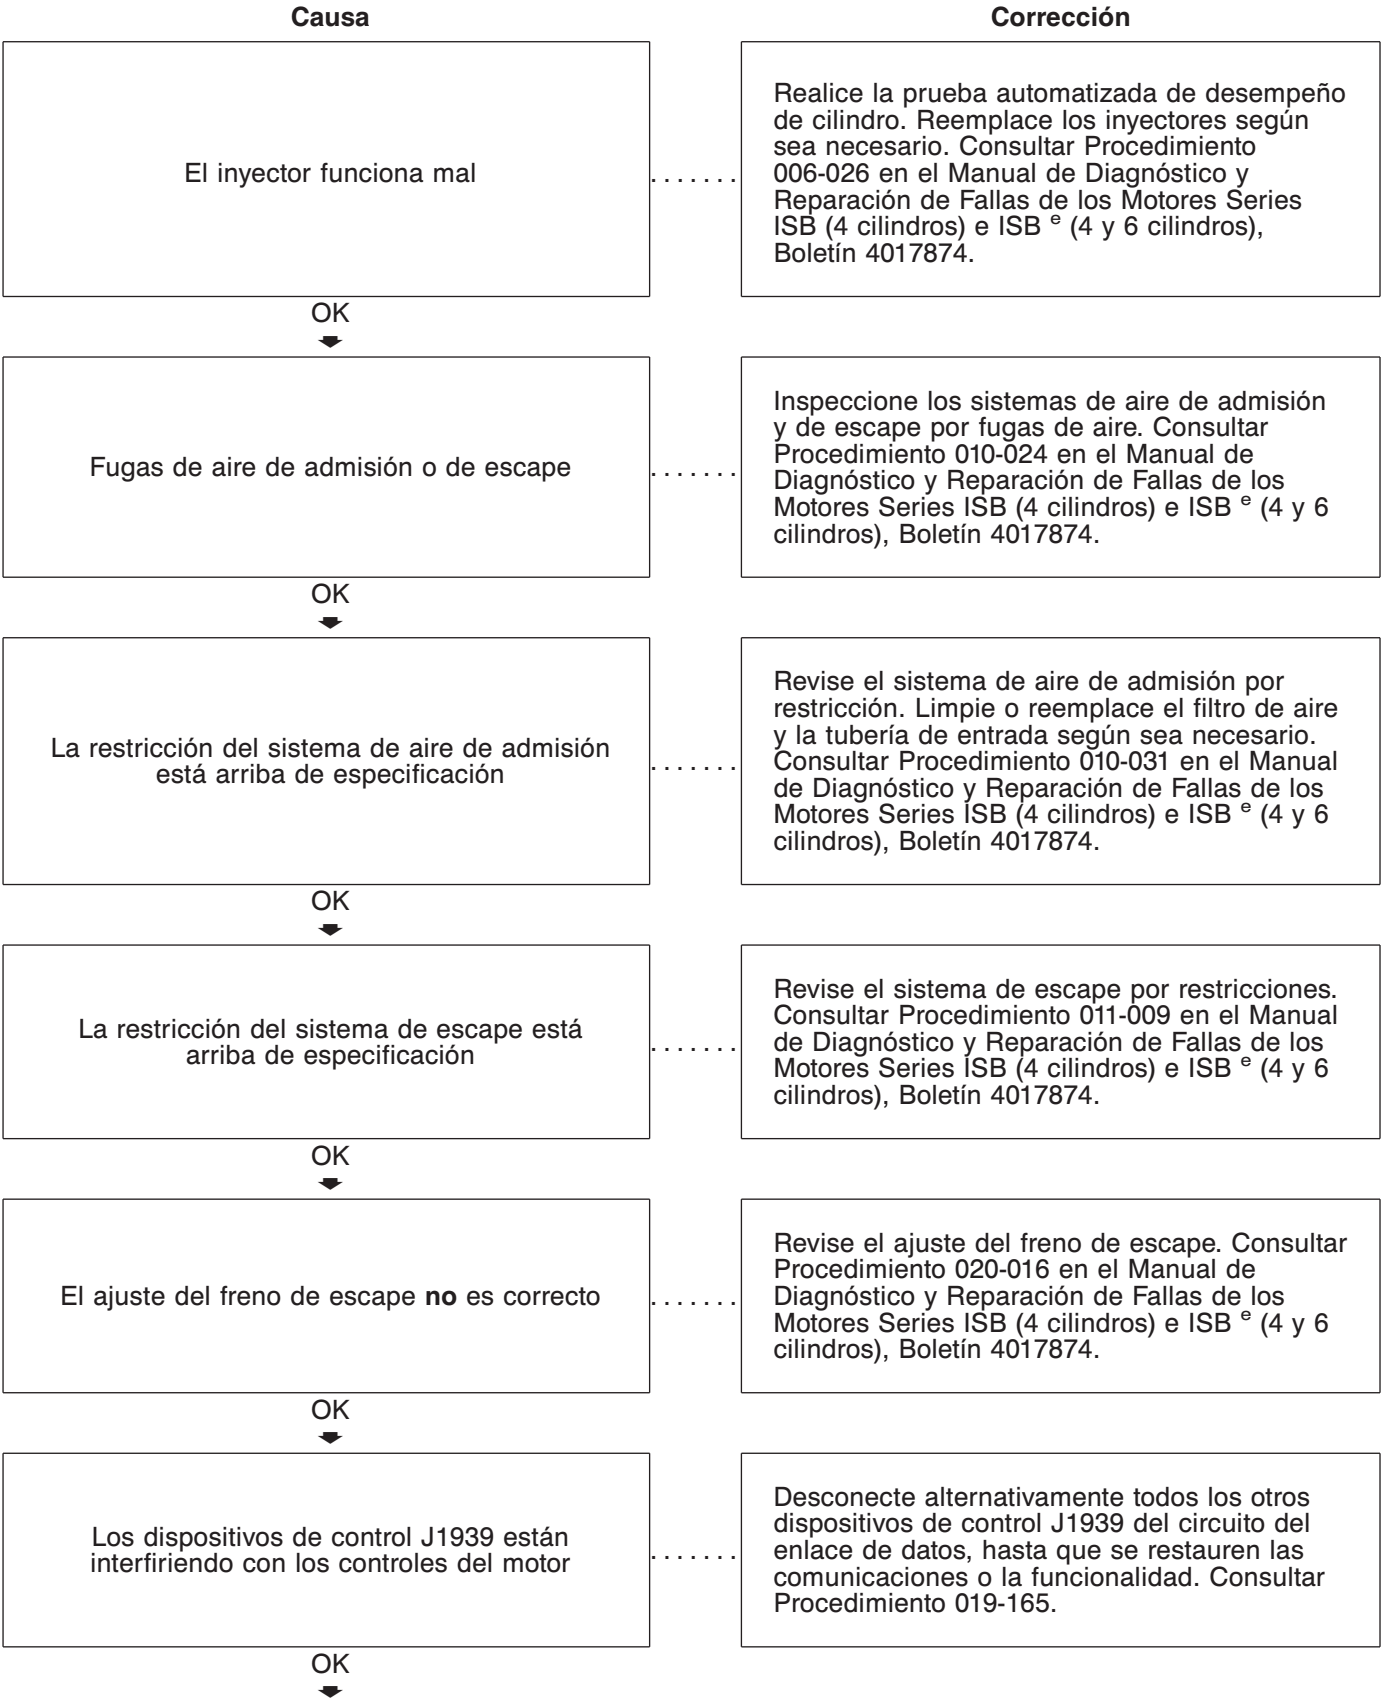 Causa
Corrección
El inyector funciona mal
. . . . . . .
Realice la prueba automatizada de desempeño
de cilindro. Reemplace los inyectores según
sea necesario. Consultar Procedimiento
006-026 en el Manual de Diagnóstico y
Reparación de Fallas de los Motores Series
ISB (4 cilindros) e ISB e (4 y 6 cilindros),
Boletín 4017874.
OK
Fugas de aire de admisión o de escape
. . . . . . .
Inspeccione los sistemas de aire de admisión
y de escape por fugas de aire. Consultar
Procedimiento 010-024 en el Manual de
Diagnóstico y Reparación de Fallas de los
Motores Series ISB (4 cilindros) e ISB e (4 y 6
cilindros), Boletín 4017874.
OK
La restricción del sistema de aire de admisión
está arriba de especificación
. . . . . . .
Revise el sistema de aire de admisión por
restricción. Limpie o reemplace el filtro de aire
y la tubería de entrada según sea necesario.
Consultar Procedimiento 010-031 en el Manual
de Diagnóstico y Reparación de Fallas de los
Motores Series ISB (4 cilindros) e ISB e (4 y 6
cilindros), Boletín 4017874.
OK
La restricción del sistema de escape está
arriba de especificación
. . . . . . .
Revise el sistema de escape por restricciones.
Consultar Procedimiento 011-009 en el Manual
de Diagnóstico y Reparación de Fallas de los
Motores Series ISB (4 cilindros) e ISB e (4 y 6
cilindros), Boletín 4017874.
OK
El ajuste del freno de escape no es correcto
. . . . . . .
Revise el ajuste del freno de escape. Consultar
Procedimiento 020-016 en el Manual de
Diagnóstico y Reparación de Fallas de los
Motores Series ISB (4 cilindros) e ISB e (4 y 6
cilindros), Boletín 4017874.
OK
Los dispositivos de control J1939 están
interfiriendo con los controles del motor
. . . . . . .
Desconecte alternativamente todos los otros
dispositivos de control J1939 del circuito del
enlace de datos, hasta que se restauren las
comunicaciones o la funcionalidad. Consultar
Procedimiento 019-165.
OK